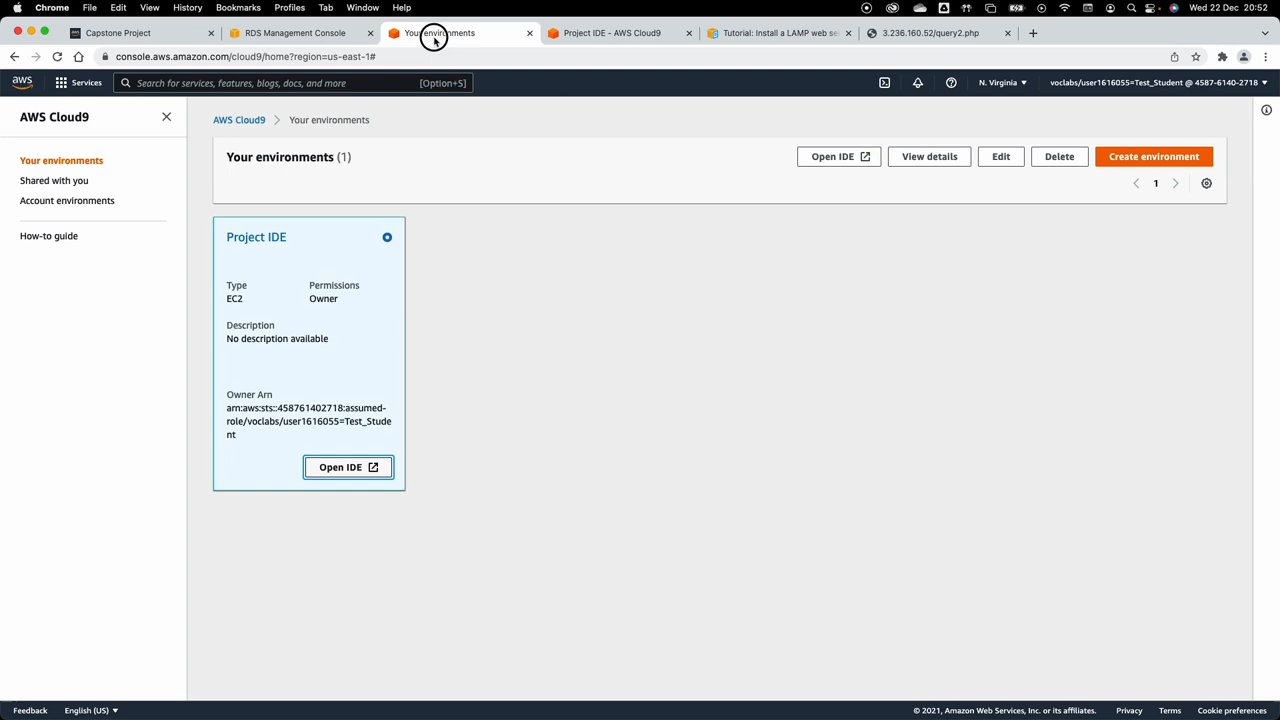 Chrome File Edit View History Bookmarks Profiles Tab Window Help Wed 22 Dec 20:52
Capstone Project RDS Management Console Your environments Project IDE - AWS Cloud9 Tutorial: Install a LAMP web se 3.236.160.52/query2.php
console.aws.amazon.com/cloud9/home?region=us-east-1#
aws Services Search for services, features, blogs, docs, and more [Option+S] N. Virginia voclabs/user1616055=Test_Student @ 4587-6140-2718
AWS Cloud9
Your environments
Shared with you
Account environments
How-to guide
AWS Cloud9 Your environments
Your environments (1) Open IDE View details Edit Delete Create environment
1
Project IDE
Type Permissions
EC2 Owner
Description
No description available
Owner Arn
arn:aws:sts::458761402718:assumed-
role/voclabs/user1616055=Test_Stude
nt
Open IDE
Feedback English (US) © 2021, Amazon Web Services, Inc. or its affiliates. Privacy Terms Cookie preferences